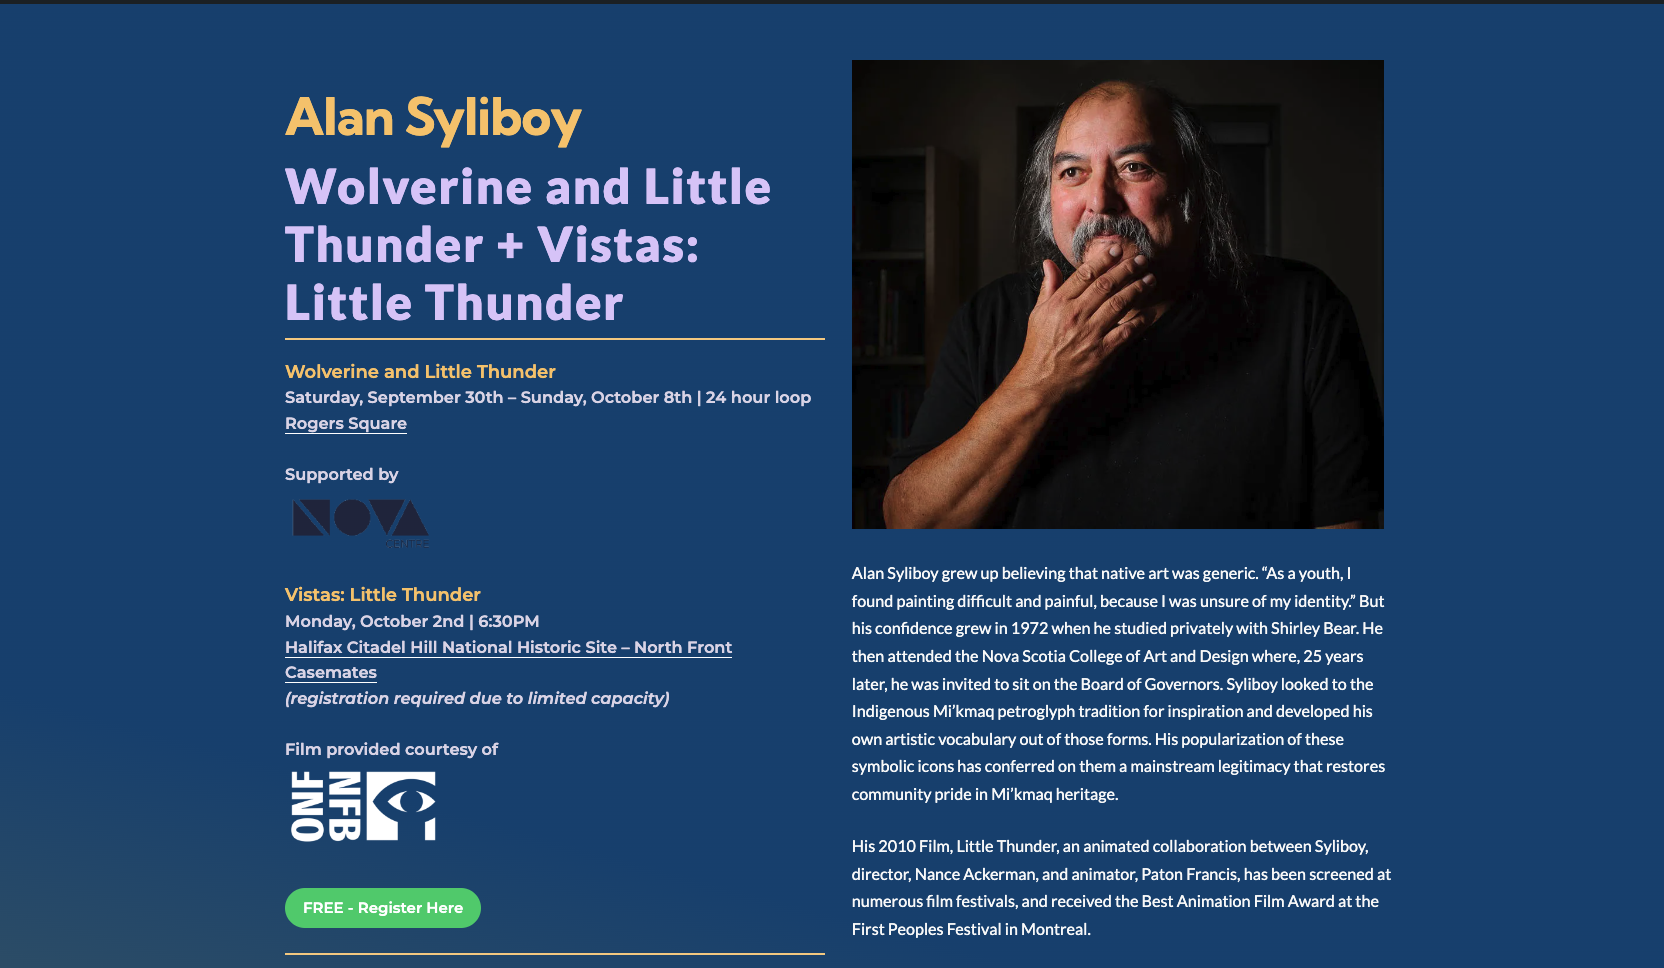 Alan Syliboy
Wolverine and Little
Thunder + Vistas:
Little Thunder
Wolverine and Little Thunder
Saturday, September 30th – Sunday, October 8th | 24 hour loop
Rogers Square
Supported by
NOVA
CENTRE
Vistas: Little Thunder
Monday, October 2nd | 6:30PM
Halifax Citadel Hill National Historic Site – North Front
Casemates
(registration required due to limited capacity)
Film provided courtesy of
ONF
NFB
FREE - Register Here
Alan Syliboy grew up believing that native art was generic. “As a youth, I
found painting difficult and painful, because I was unsure of my identity.” But
his confidence grew in 1972 when he studied privately with Shirley Bear. He
then attended the Nova Scotia College of Art and Design where, 25 years
later, he was invited to sit on the Board of Governors. Syliboy looked to the
Indigenous Mi’kmaq petroglyph tradition for inspiration and developed his
own artistic vocabulary out of those forms. His popularization of these
symbolic icons has conferred on them a mainstream legitimacy that restores
community pride in Mi’kmaq heritage.
His 2010 Film, Little Thunder, an animated collaboration between Syliboy,
director, Nance Ackerman, and animator, Paton Francis, has been screened at
numerous film festivals, and received the Best Animation Film Award at the
First Peoples Festival in Montreal.